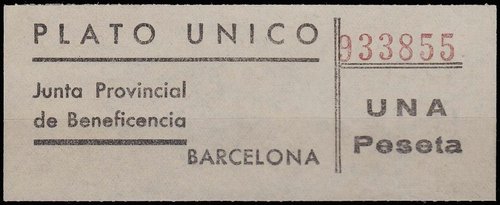 PLATO UNICO
Junta Provincial
de Beneficencia
BARCELONA
933855
UNA
Peseta